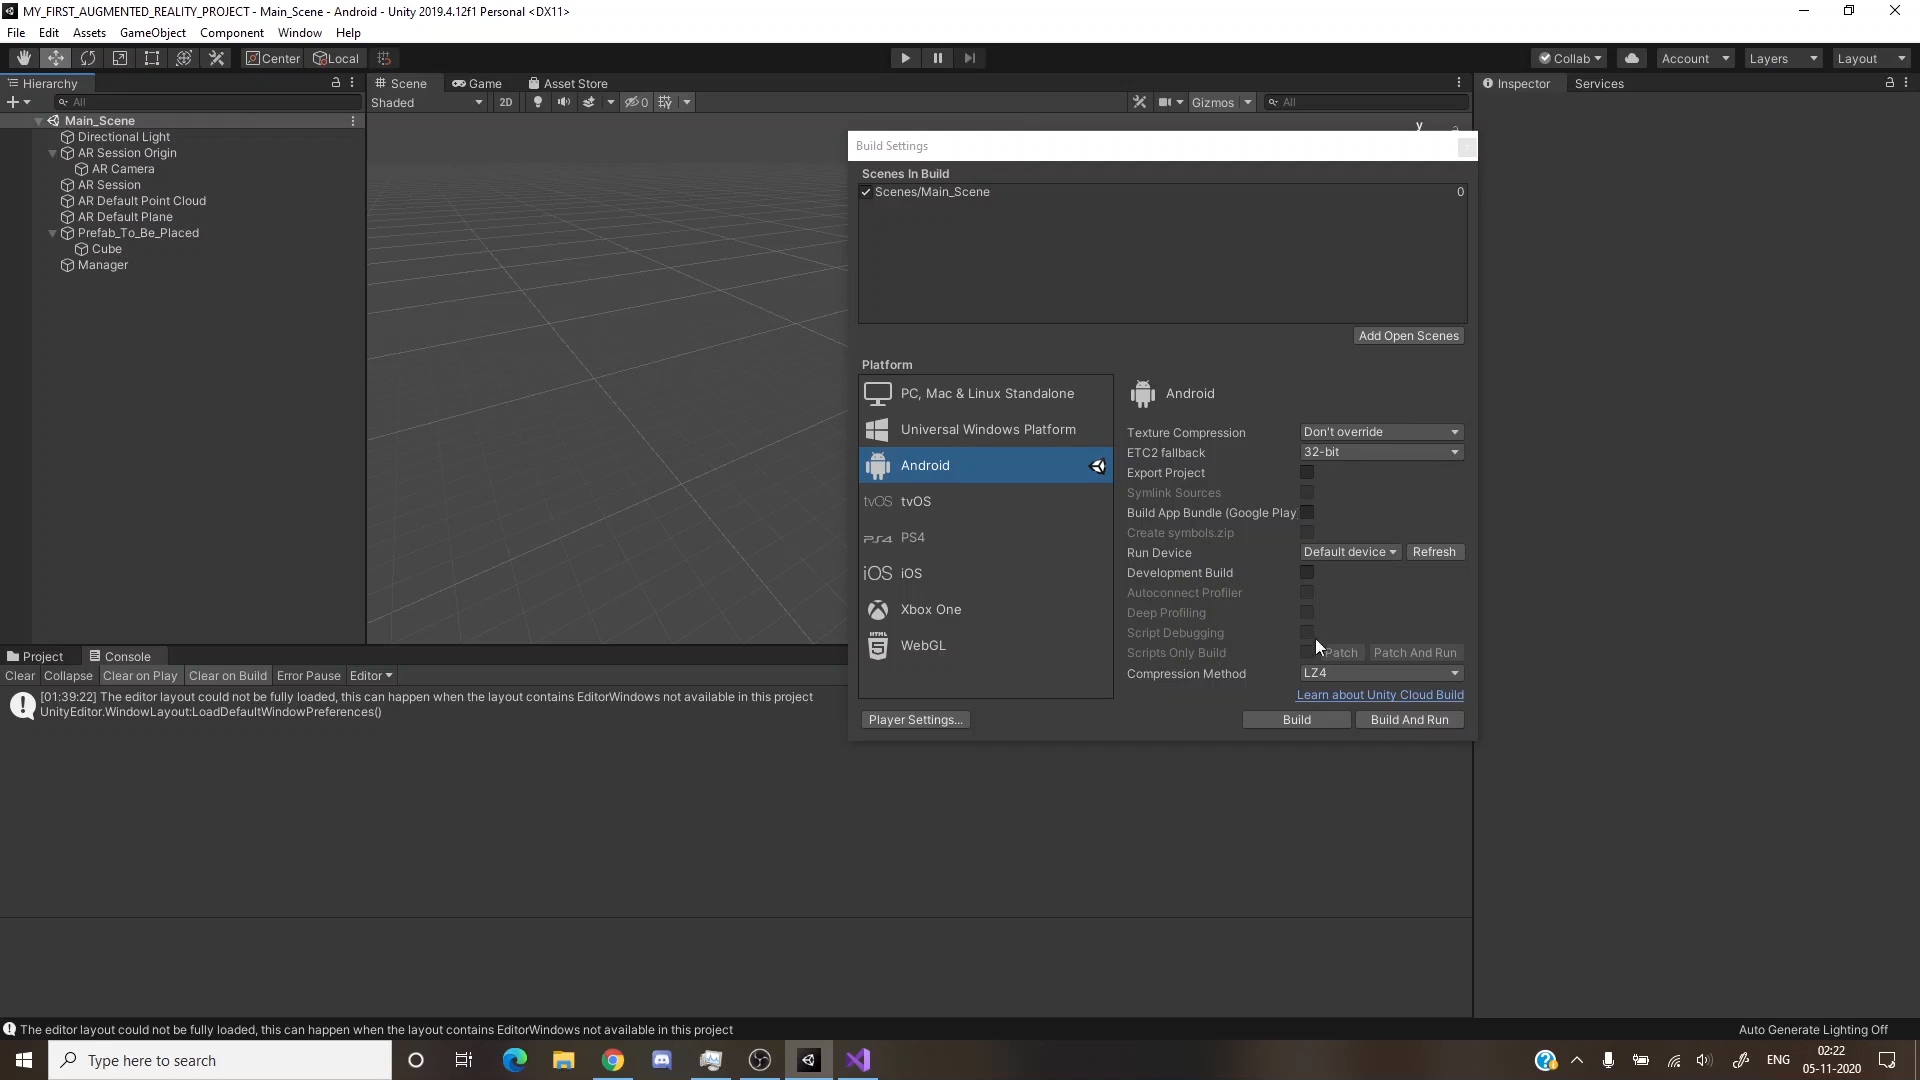 MY_FIRST_AUGMENTED_REALITY_PROJECT - Main_Scene - Android - Unity 2019.4.12f1 Personal <DX11>
File Edit Assets GameObject Component Window Help
Center Local Collab Account Layers Layout
Hierarchy
All
Main_Scene
Directional Light
AR Session Origin
AR Camera
AR Session
AR Default Point Cloud
AR Default Plane
Prefab_To_Be_Placed
Cube
Manager
Scene Game Asset Store
Shaded 2D 0 Gizmos All
y
Inspector Services
Build Settings
Scenes In Build
Scenes/Main_Scene 0
Add Open Scenes
Platform
PC, Mac & Linux Standalone
Universal Windows Platform
Android
tvOS tvOS
PS4 PS4
iOS iOS
Xbox One
HTML 5 WebGL
Android
Texture Compression Don't override
ETC2 fallback 32-bit
Export Project
Symlink Sources
Build App Bundle (Google Play
Create symbols.zip
Run Device Default device Refresh
Development Build
Autoconnect Profiler
Deep Profiling
Script Debugging
Scripts Only Build Patch Patch And Run
Compression Method LZ4
Learn about Unity Cloud Build
Player Settings... Build Build And Run
Project Console
Clear Collapse Clear on Play Clear on Build Error Pause Editor
[01:39:22] The editor layout could not be fully loaded, this can happen when the layout contains EditorWindows not available in this project
UnityEditor.WindowLayout:LoadDefaultWindowPreferences()
The editor layout could not be fully loaded, this can happen when the layout contains EditorWindows not available in this project
Auto Generate Lighting Off
Type here to search
ENG
02:22
05-11-2020